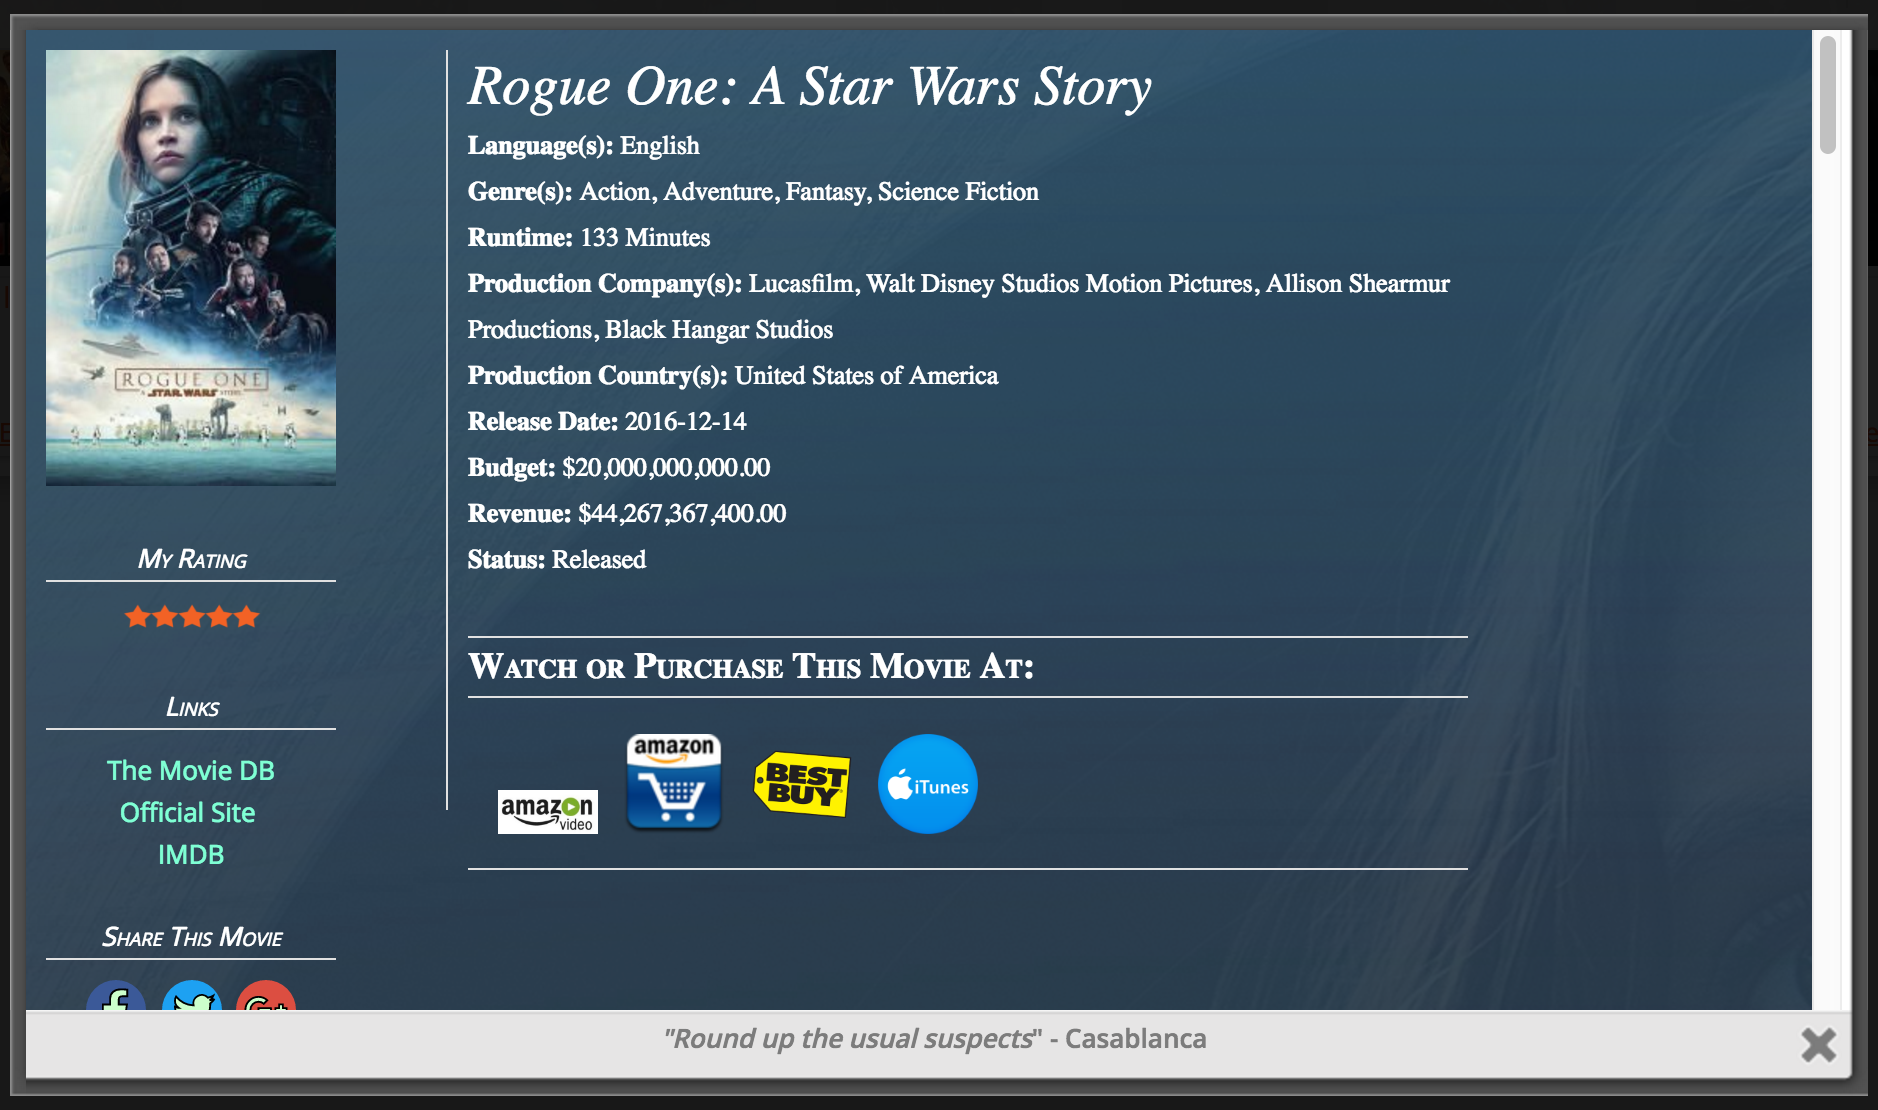 ROGUE ONE
A STAR WARS STORY
My Rating
Links
The Movie DB
Official Site
IMDB
Share This Movie
f
G+
Rogue One: A Star Wars Story
Language(s): English
Genre(s): Action, Adventure, Fantasy, Science Fiction
Runtime: 133 Minutes
Production Company(s): Lucasfilm, Walt Disney Studios Motion Pictures, Allison Shearmur
Productions, Black Hangar Studios
Production Country(s): United States of America
Release Date: 2016-12-14
Budget: $20,000,000,000.00
Revenue: $44,267,367,400.00
Status: Released
Watch or Purchase This Movie At:
amazon
video
amazon
BEST
BUY
iTunes
"Round up the usual suspects" - Casablanca